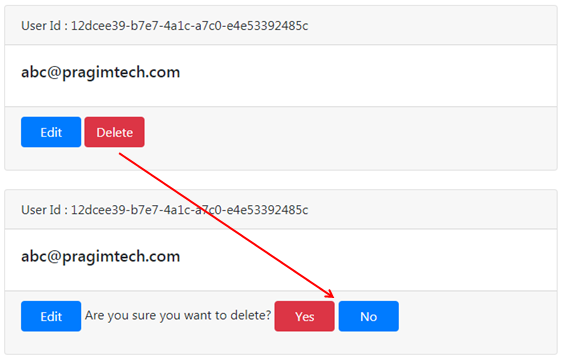 User Id : 12dcee39-b7e7-4a1c-a7c0-e4e53392485c
abc@pragimtech.com
Edit Delete
User Id : 12dcee39-b7e7-4a1c-a7c0-e4e53392485c
abc@pragimtech.com
Edit Are you sure you want to delete? Yes No